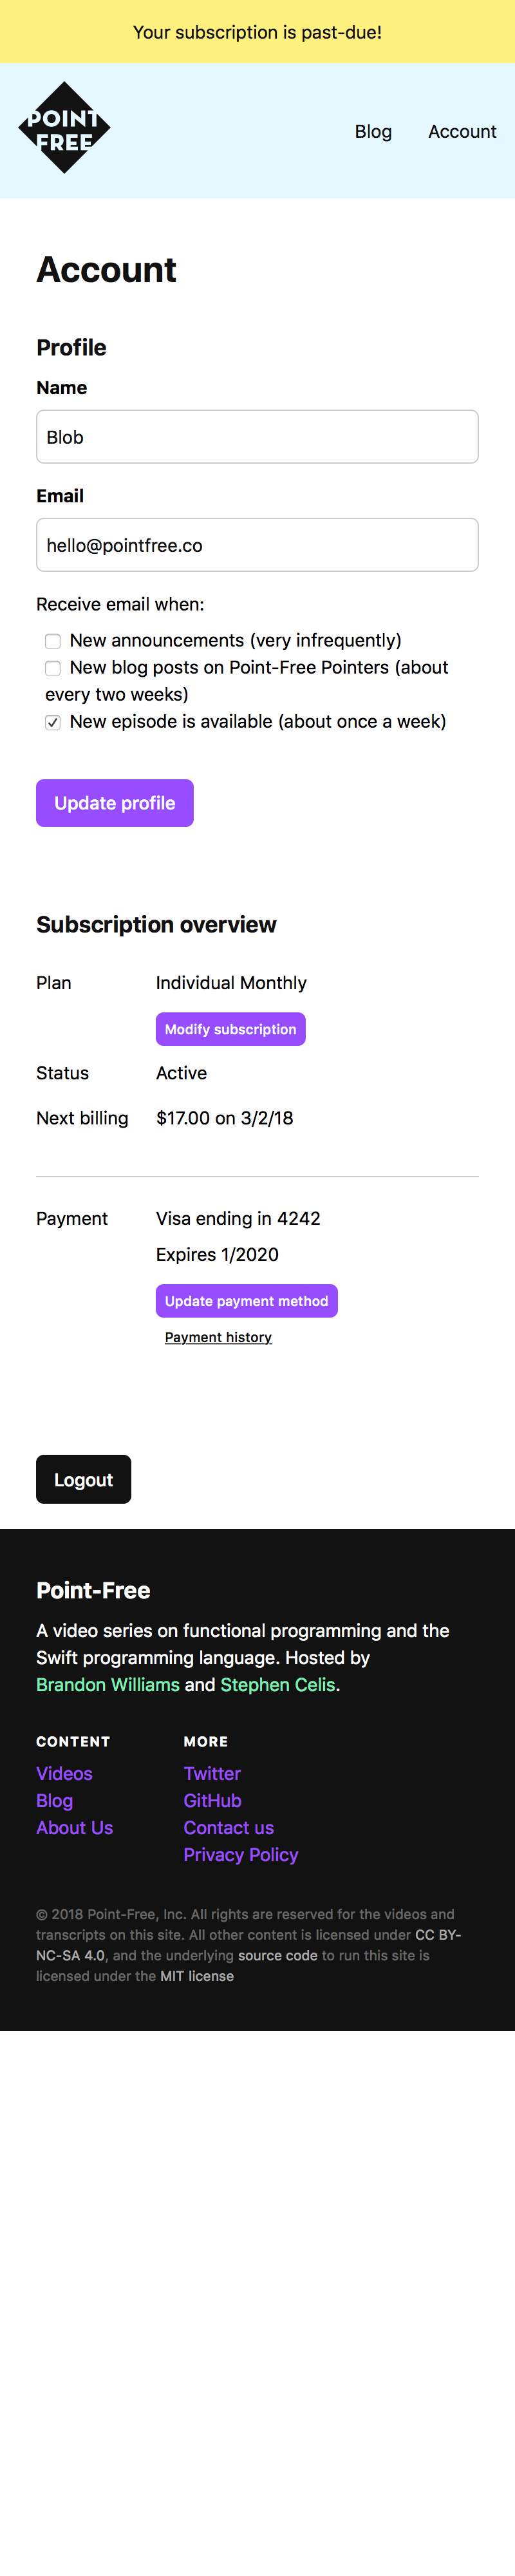 Your subscription is past-due!
POINT
FREE
Blog
Account
Account
Profile
Name
Blob
Email
hello@pointfree.co
Receive email when:
New announcements (very infrequently)
New blog posts on Point-Free Pointers (about
every two weeks)
New episode is available (about once a week)
Update profile
Subscription overview
Plan
Individual Monthly
Modify subscription
Status
Active
Next billing
$17.00 on 3/2/18
Payment
Visa ending in 4242
Expires 1/2020
Update payment method
Payment history
Logout
Point-Free
A video series on functional programming and the
Swift programming language. Hosted by
Brandon Williams and Stephen Celis.
CONTENT
Videos
Blog
About Us
MORE
Twitter
GitHub
Contact us
Privacy Policy
© 2018 Point-Free, Inc. All rights are reserved for the videos and
transcripts on this site. All other content is licensed under CC BY-
NC-SA 4.0, and the underlying source code to run this site is
licensed under the MIT license